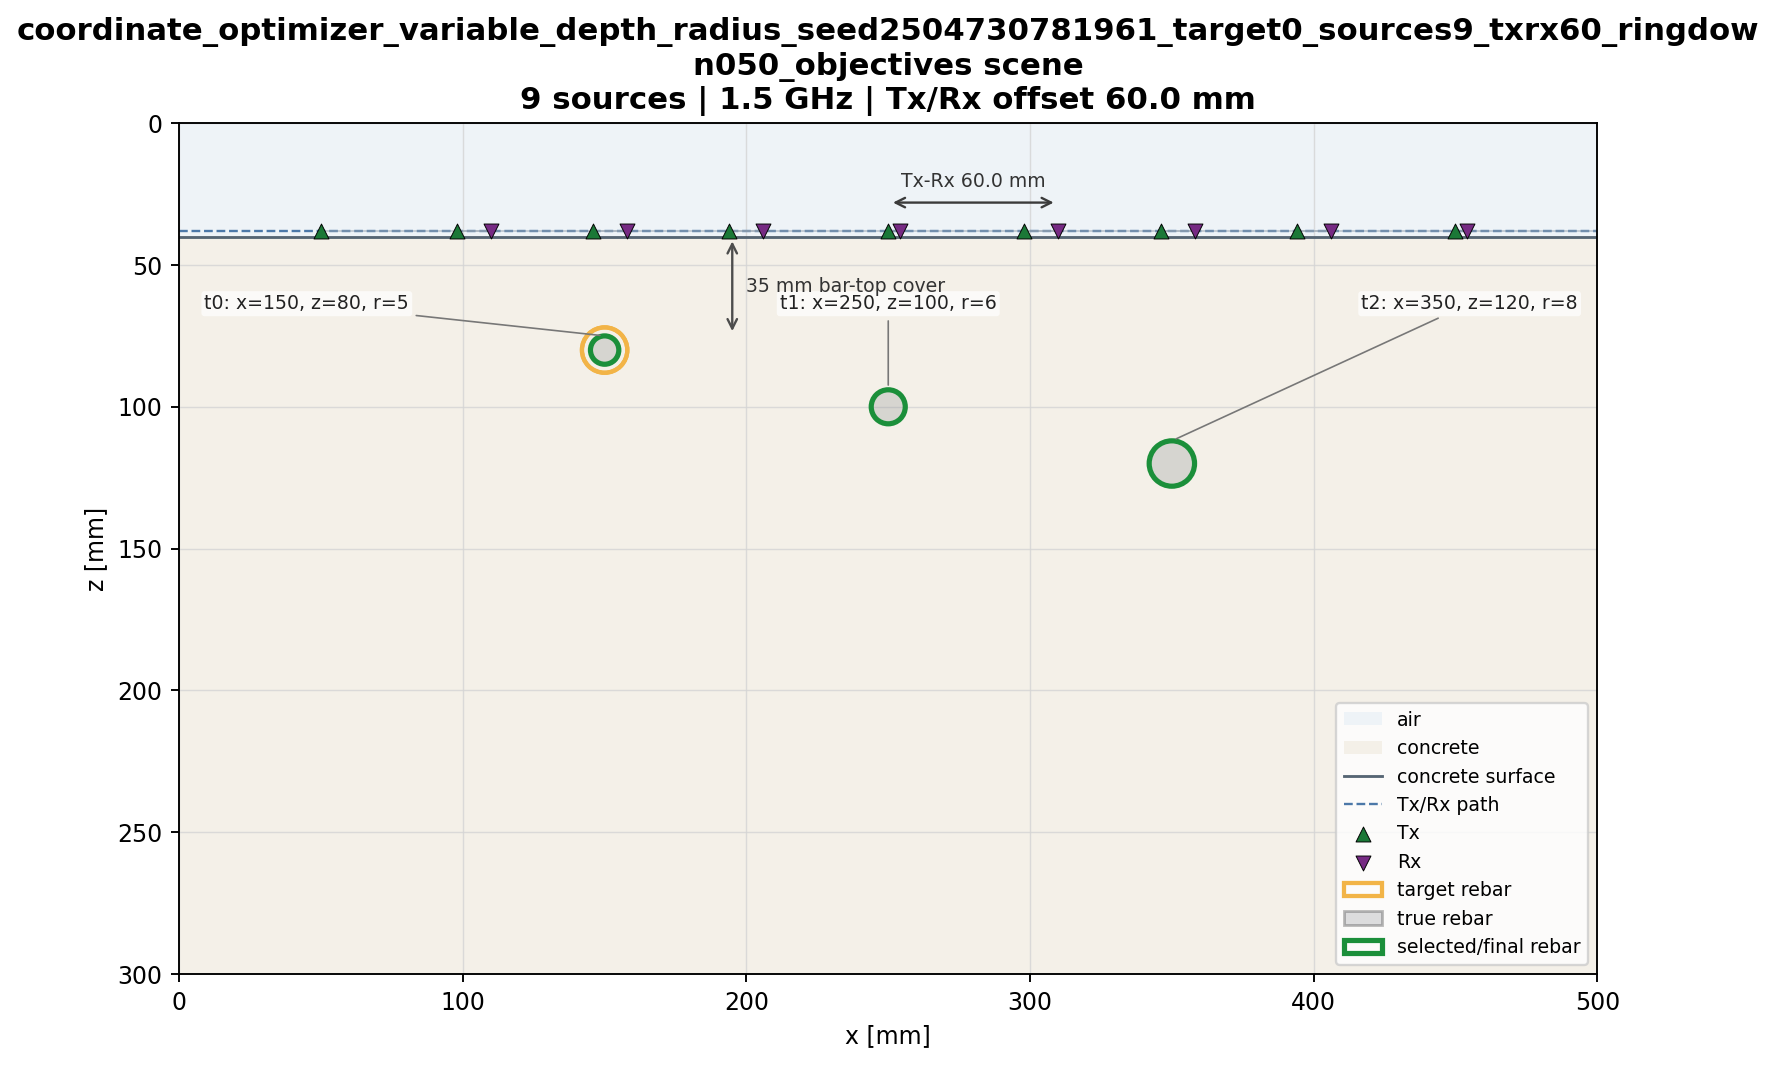 coordinate_optimizer_variable_depth_radius_seed2504730781961_target0_sources9_txrx60_ringdow
n050_objectives scene
9 sources | 1.5 GHz | Tx/Rx offset 60.0 mm
0
50
100
150
200
250
300
z [mm]
Tx-Rx 60.0 mm
35 mm bar-top cover
t0: x=150, z=80, r=5
t1: x=250, z=100, r=6
t2: x=350, z=120, r=8
air
concrete
concrete surface
Tx/Rx path
Tx
Rx
target rebar
true rebar
selected/final rebar
0 100 200 300 400 500
x [mm]